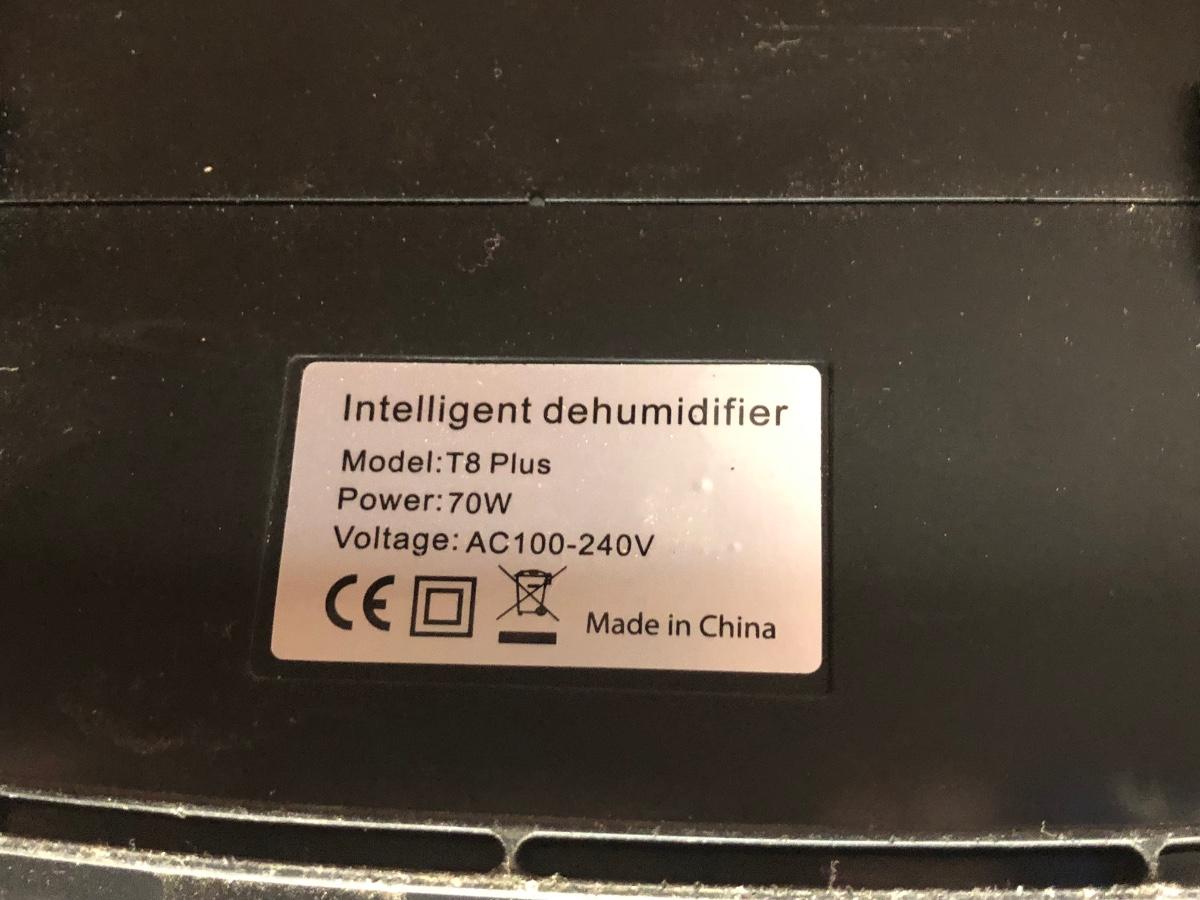 Intelligent dehumidifier
Model:T8 Plus
Power:70W
Voltage:AC100-240V
CE
Made in China